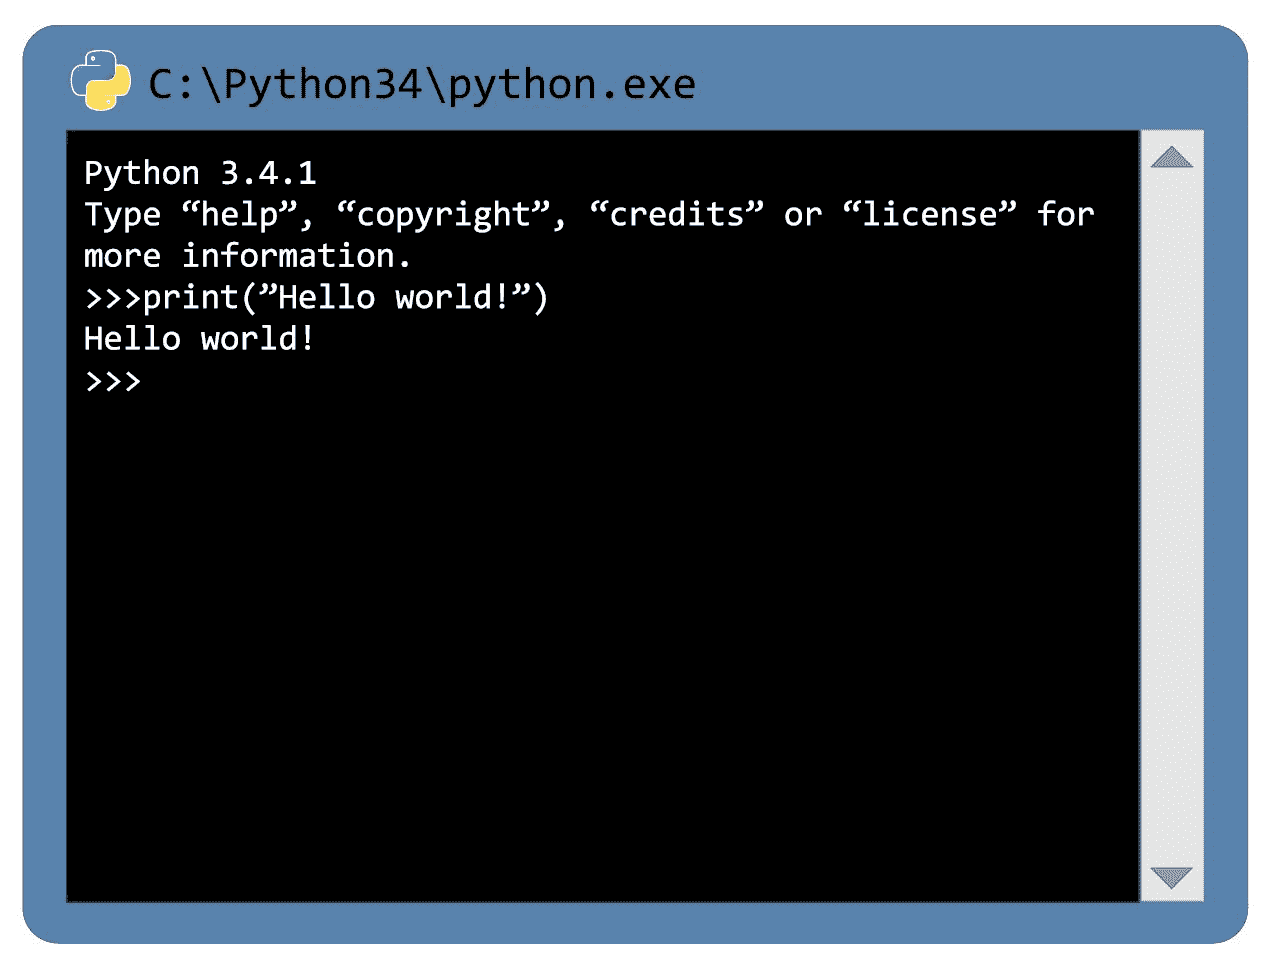 C:\Python34\python.exe
Python 3.4.1
Type “help”, “copyright”, “credits” or “license” for
more information.
>>>print(”Hello world!”)
Hello world!
>>>